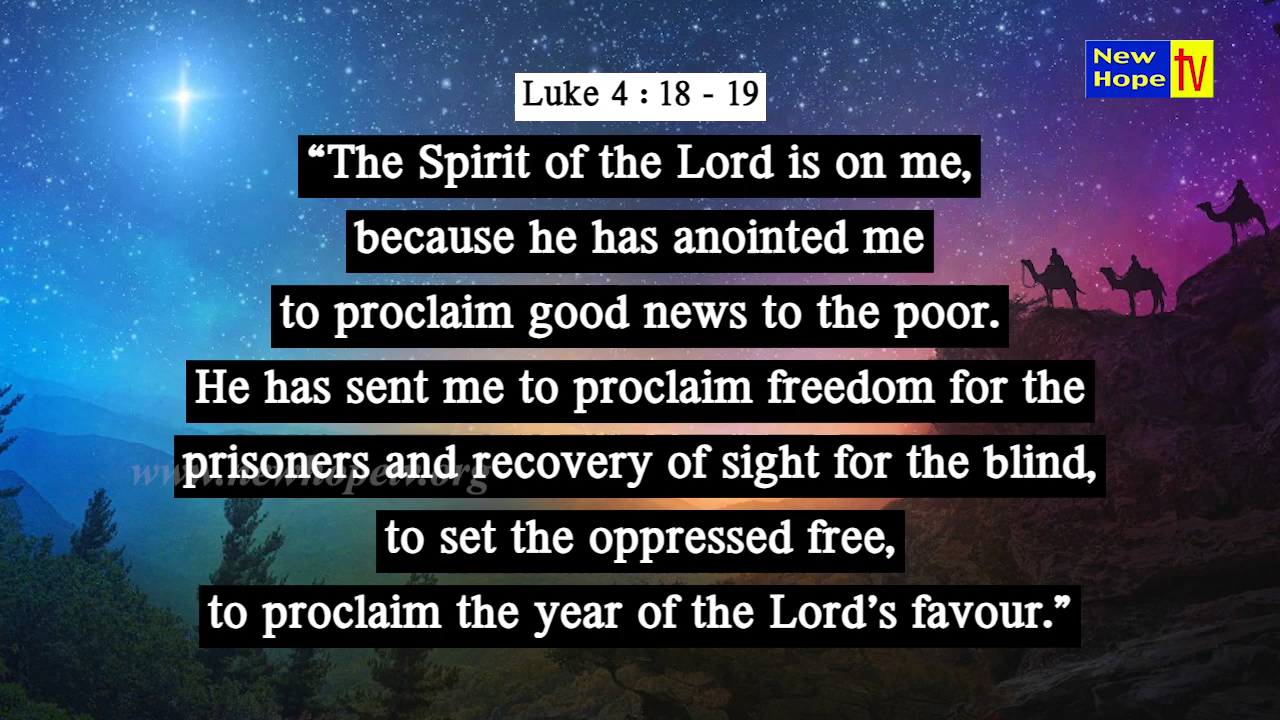 New
Hope tv
Luke 4 : 18 - 19
“The Spirit of the Lord is on me,
because he has anointed me
to proclaim good news to the poor.
He has sent me to proclaim freedom for the
prisoners and recovery of sight for the blind,
www.newhopetv.org
to set the oppressed free,
to proclaim the year of the Lord’s favour.”